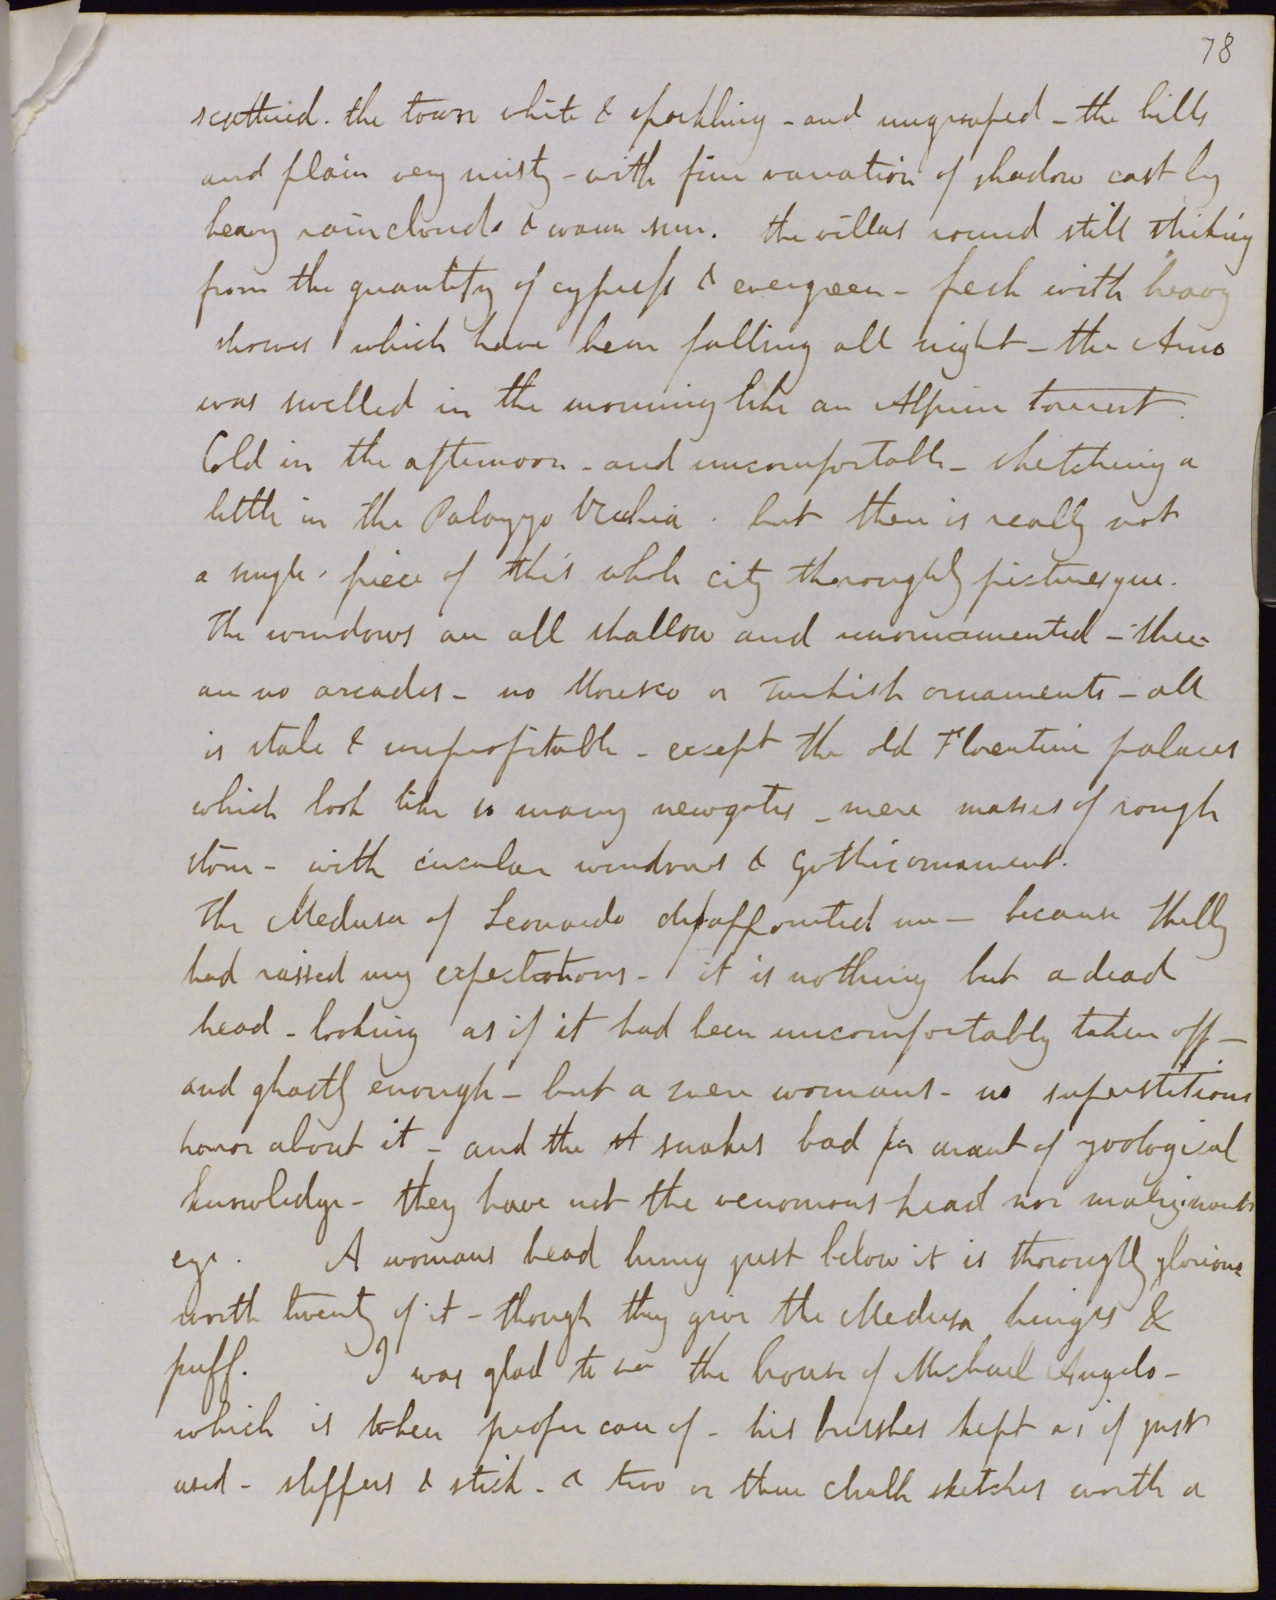 78
scattered. the town white & sparkling - and ungrouped - the hills
and plain very misty - with fine variation of shadow cast by
heavy rainclouds & warm sun. the villas round still striking
from the quantity of cypress & evergreen - fresh with heavy
showers which have been falling all night - the Arno
was swelled in the morning like an Alpine torrent.
Cold in the afternoon - and uncomfortable - sketching a
little in the Palazzo Vecchia. but there is really not
a single piece of this whole city thoroughly picturesque.
The windows are all shallow and unornamented - there
are no arcades - no Moresco or Turkish ornaments - all
is stale & unprofitable - except the old Florentine palaces
which look like so many newgates - mere masses of rough
stone - with circular windows & Gothic ornament.
The Medusa of Leonardo disappointed me - because Shelly
had raised my expectations - it is nothing but a dead
head - looking as if it had been uncomfortably taken off -
and ghastly enough - but a mere womans - no superstitious
horror about it - and the st snakes bad for want of zoological
knowledge - they have not the venomous head nor malignant
eye. A womans head hung just below it is thoroughly glorious
worth twenty of it - though they give the Medusa hinges &
puff. I was glad to see the house of Michael Angelo -
which is taken proper care of - his brushes kept as if just
used - slippers & stick - & two or three chalk sketches worth a